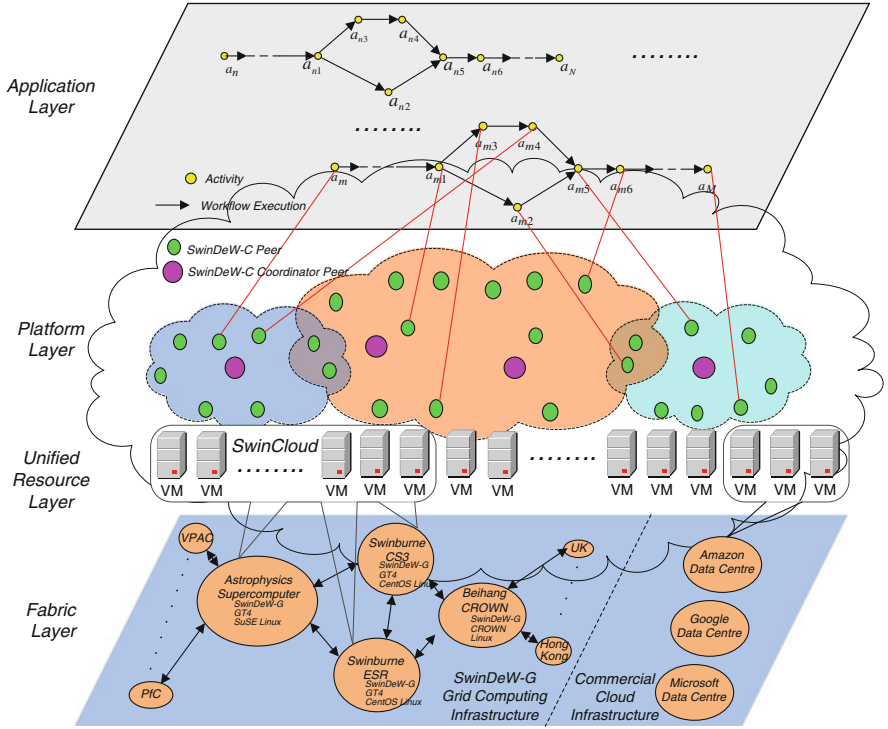 a_n3
a_n4
a_n
a_n1
a_n5
a_n6
a_N
Application
Layer
a_n2
a_m3
a_m4
a_m
a_m1
a_m5
a_m6
a_M
Activity
Workflow Execution
a_m2
SwinDeW-C Peer
SwinDeW-C Coordinator Peer
Platform
Layer
SwinCloud
Unified
Resource
Layer
VM VM VM VM VM VM VM VM VM VM VM VM VM
VPAC
Astrophysics
Supercomputer
SwinDeW-G
GT4
SuSE Linux
Swinburne
CS3
SwinDeW-G
GT4
CentOS Linux
UK
Beihang
CROWN
SwinDeW-G
CROWN
Linux
Amazon
Data Centre
Fabric
Layer
Google
Data Centre
Hong
Kong
Swinburne
ESR
SwinDeW-G
GT4
CentOS Linux
PfC
SwinDeW-G
Grid Computing
Infrastructure
Commercial
Cloud
Infrastructure
Microsoft
Data Centre